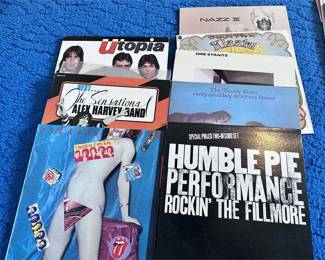 utopia
The Sensational
ALEX HARVEY BAND
NAZZ III
DIRE STRAITS
The Moody Blues
every good boy deserves favour
SPECIAL PRICED TWO-RECORD SET
HUMBLE PIE
PERFORMANCE
ROCKIN' THE FILLMORE